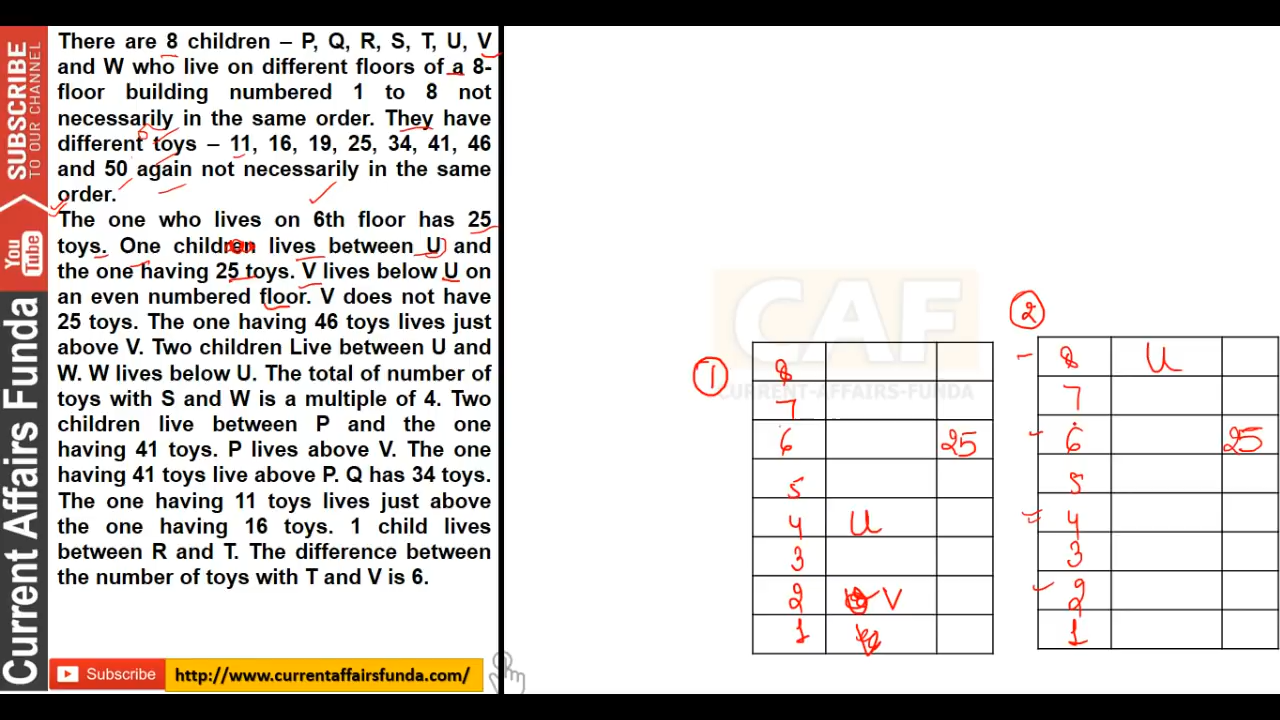 SUBSCRIBE
TO OUR CHANNEL
You Tube
Current Affairs Funda
There are 8 children – P, Q, R, S, T, U, V
and W who live on different floors of a 8-
floor building numbered 1 to 8 not
necessarily in the same order. They have
different toys – 11, 16, 19, 25, 34, 41, 46
and 50 again not necessarily in the same
order.
The one who lives on 6th floor has 25
toys. One children lives between U and
the one having 25 toys. V lives below U on
an even numbered floor. V does not have
25 toys. The one having 46 toys lives just
above V. Two children Live between U and
W. W lives below U. The total of number of
toys with S and W is a multiple of 4. Two
children live between P and the one
having 41 toys. P lives above V. The one
having 41 toys live above P. Q has 34 toys.
The one having 11 toys lives just above
the one having 16 toys. 1 child lives
between R and T. The difference between
the number of toys with T and V is 6.
Subscribe http://www.currentaffairsfunda.com/
CAF
CURRENT-AFFAIRS-FUNDA
1
8
7
6 25
5
4 U
3
2 V
1
2
8 U
7
6 25
5
4
3
2
1